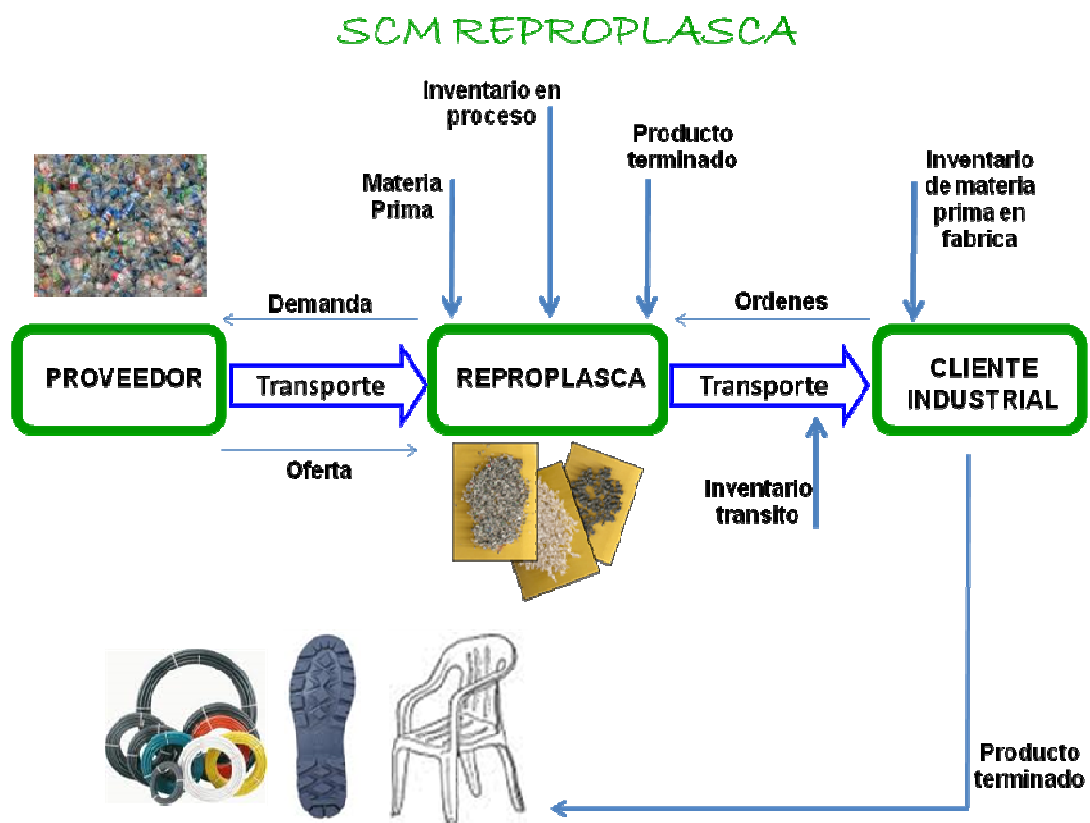 SCM REPROPLASCA
Inventario en
proceso
Producto
terminado
Materia
Prima
Inventario
de materia
prima en
fabrica
Demanda
Ordenes
PROVEEDOR
Transporte
REPROPLASCA
Transporte
CLIENTE
INDUSTRIAL
Oferta
Inventario
transito
Producto
terminado